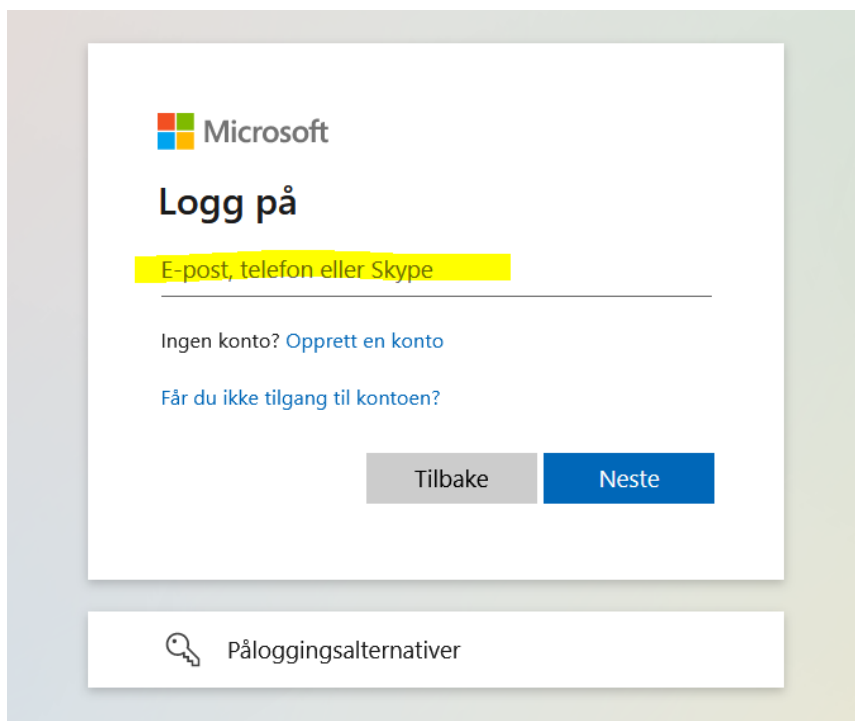 Microsoft
Logg på
E-post, telefon eller Skype
Ingen konto? Opprett en konto
Får du ikke tilgang til kontoen?
Tilbake Neste
Påloggingsalternativer